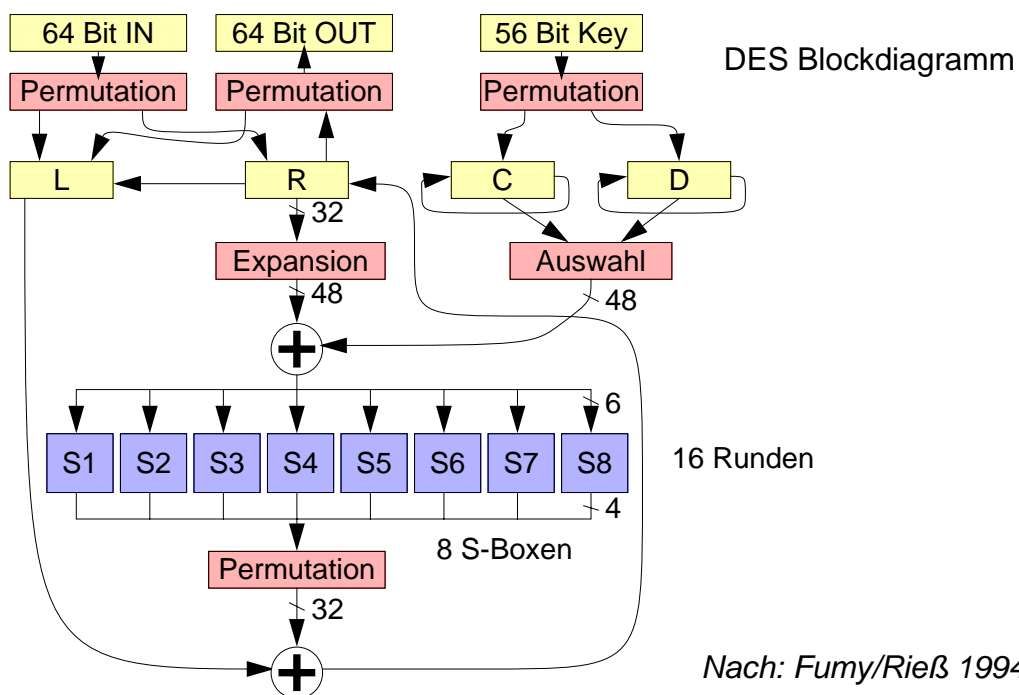 64 Bit IN
64 Bit OUT
56 Bit Key
DES Blockdiagramm
Permutation
Permutation
Permutation
L
R
C
D
32
Expansion
Auswahl
48
48
6
S1
S2
S3
S4
S5
S6
S7
S8
16 Runden
4
8 S-Boxen
Permutation
32
Nach: Fumy/Rieß 1994